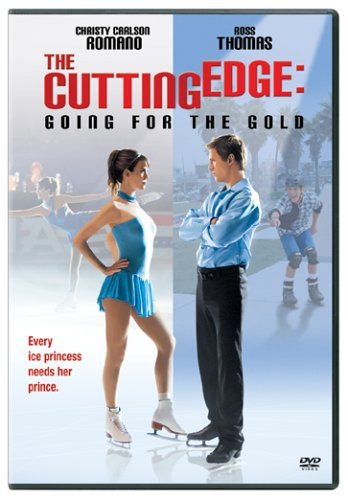 CHRISTY CARLSON
ROMANO
ROSS
THOMAS
THE
CUTTING EDGE:
GOING FOR THE GOLD
Every
ice princess
needs her
prince.
DVD
VIDEO